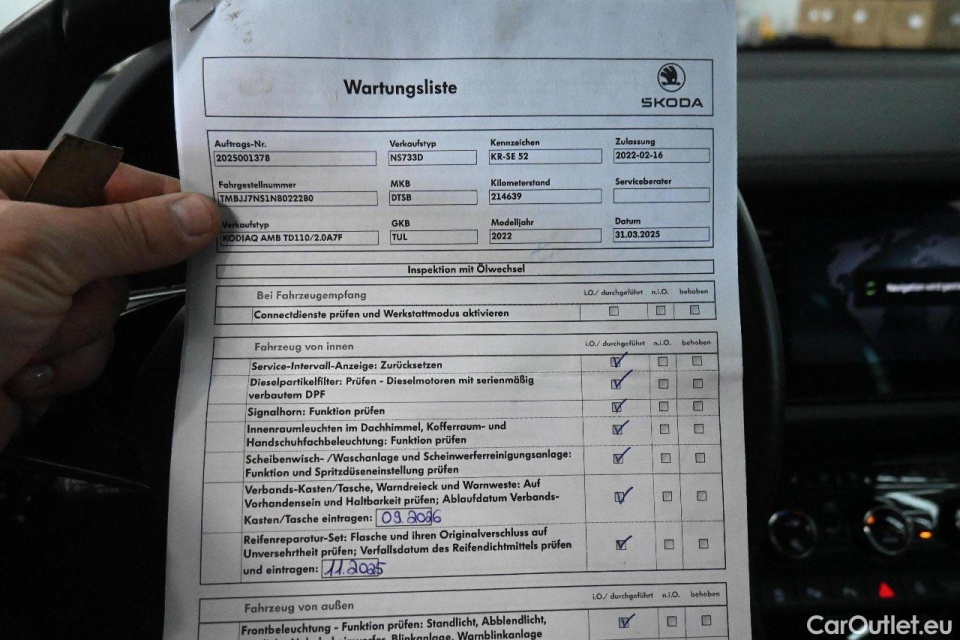 Wartungsliste
SKODA
Auftrags-Nr. Verkaufstyp Kennzeichen Zulassung
2025001378 NS733D KR-SE 52 2022-02-16
Fahrgestellnummer MKB Kilometerstand Serviceberater
TMBJJ7NS1N8022280 DTSB 214639
Verkaufstyp GKB Modelljahr Datum
KODIAQ AMB TD110/2.0A7F TUL 2022 31.03.2025
Inspektion mit Ölwechsel
Bei Fahrzeugempfang i.O./ durchgeführt n.i.O. behoben
Connectdienste prüfen und Werkstattmodus aktivieren
Fahrzeug von innen i.O./ durchgeführt n.i.O. behoben
Service-Intervall-Anzeige: Zurücksetzen
Dieselpartikelfilter: Prüfen - Dieselmotoren mit serienmäßig
verbautem DPF
Signalhorn: Funktion prüfen
Innenraumleuchten im Dachhimmel, Kofferraum- und
Handschuhfachbeleuchtung: Funktion prüfen
Scheibenwisch- /Waschanlage und Scheinwerferreinigungsanlage:
Funktion und Spritzdüseneinstellung prüfen
Verbands-Kasten/Tasche, Warndreieck und Warnweste: Auf
Vorhandensein und Haltbarkeit prüfen; Ablaufdatum Verbands-
Kasten/Tasche eintragen: 09.2026
Reifenreparatur-Set: Flasche und ihren Originalverschluss auf
Unversehrtheit prüfen; Verfallsdatum des Reifendichtmittels prüfen
und eintragen: 11.2025
Fahrzeug von außen i.O./ durchgeführt n.i.O. behoben
Frontbeleuchtung - Funktion prüfen: Standlicht, Abblendlicht,
Blinkanlage, Warnblinkanlage
Navigation wird
CarOutlet.eu